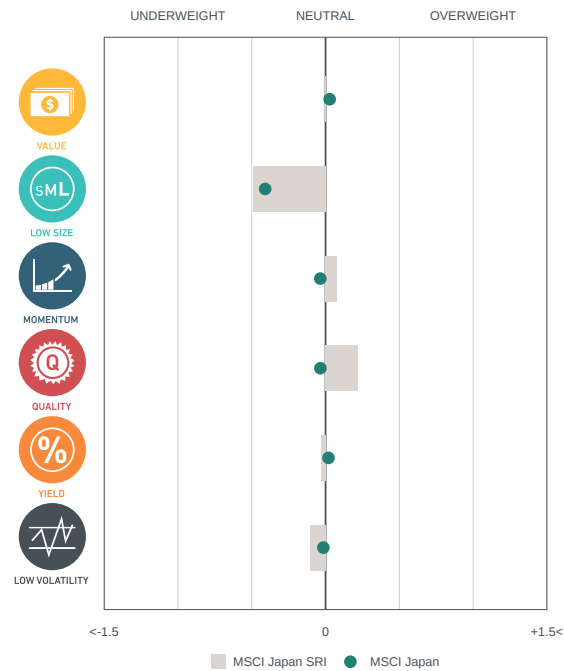 UNDERWEIGHT NEUTRAL OVERWEIGHT
$
VALUE
SML
LOW SIZE
MOMENTUM
Q
QUALITY
%
YIELD
LOW VOLATILITY
<-1.5 0 +1.5<
MSCI Japan SRI MSCI Japan